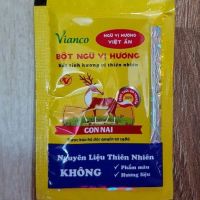 Vianco
NGŨ VỊ HƯƠNG
VIỆT ẤN
BỘT NGŨ VỊ HƯƠNG
CON NAI
Nguyên Liệu Thiên Nhiên
KHÔNG
Phẩm màu
Hương liệu